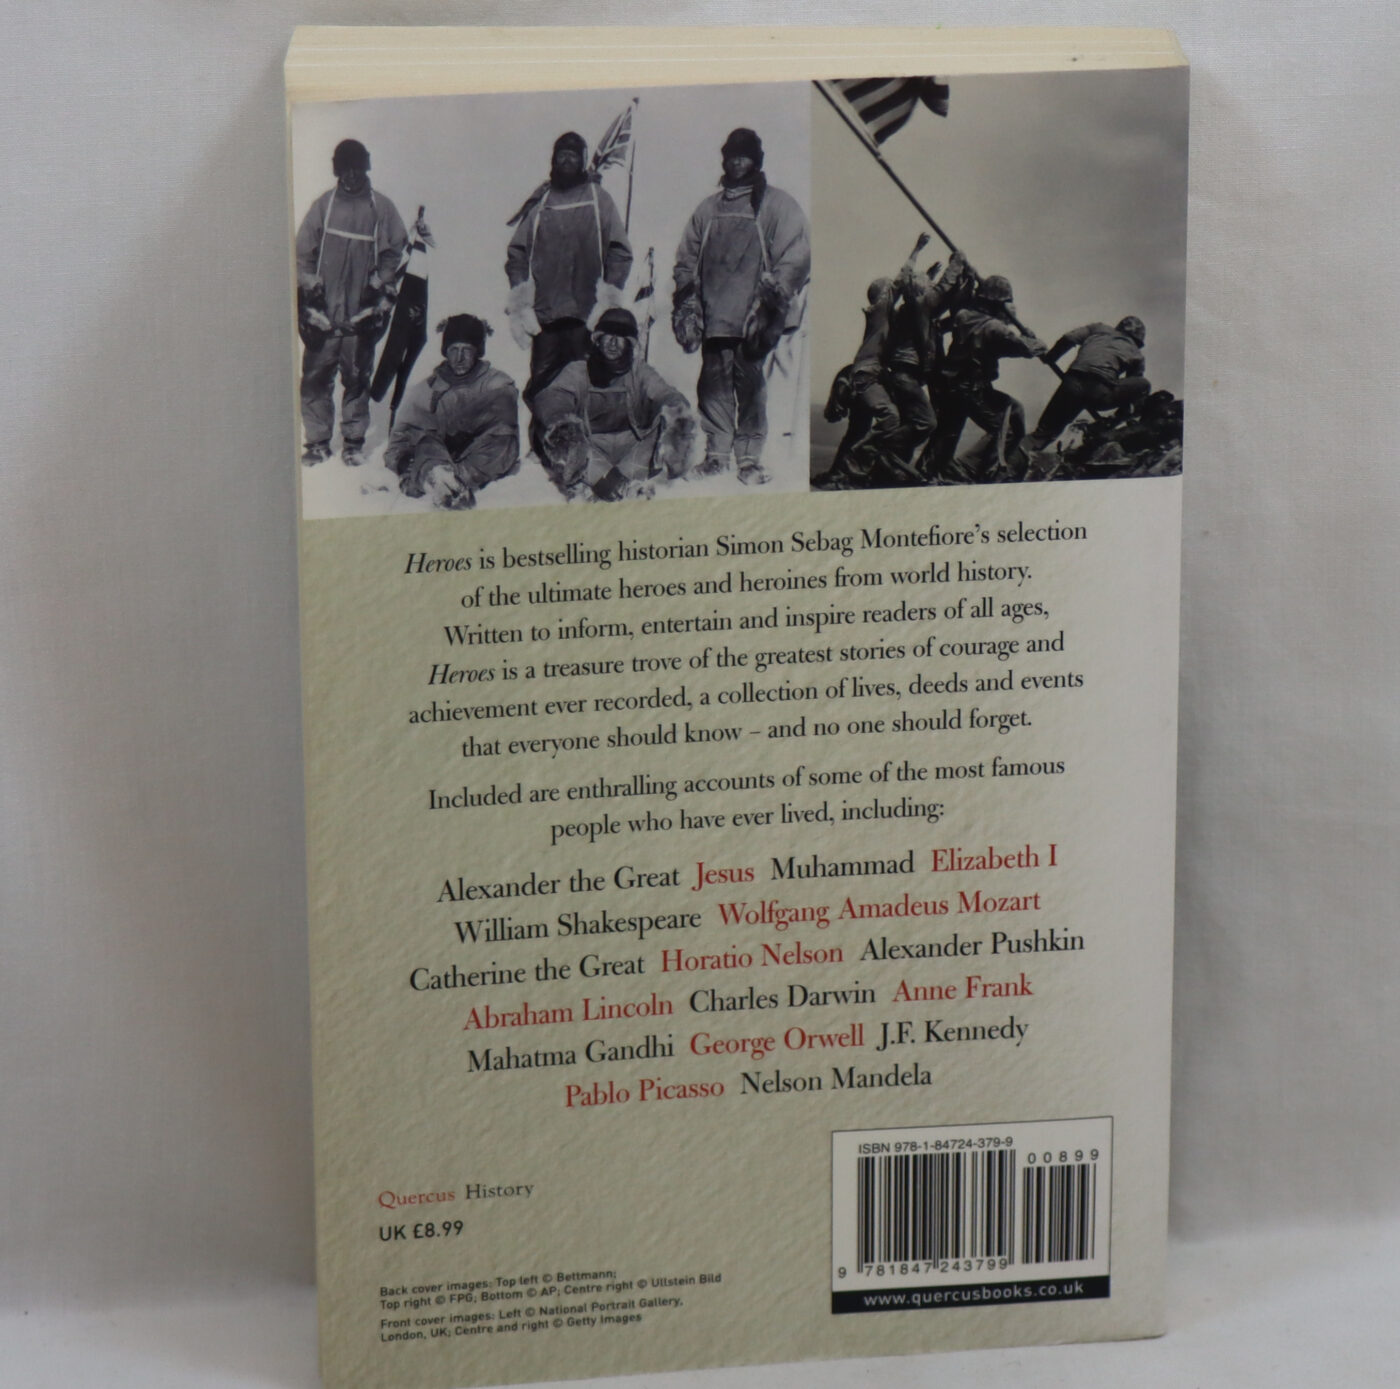 Heroes is bestselling historian Simon Sebag Montefiore's selection
of the ultimate heroes and heroines from world history.
Written to inform, entertain and inspire readers of all ages,
Heroes is a treasure trove of the greatest stories of courage and
achievement ever recorded, a collection of lives, deeds and events
that everyone should know – and no one should forget.
Included are enthralling accounts of some of the most famous
people who have ever lived, including:
Alexander the Great Jesus Muhammad Elizabeth I
William Shakespeare Wolfgang Amadeus Mozart
Catherine the Great Horatio Nelson Alexander Pushkin
Abraham Lincoln Charles Darwin Anne Frank
Mahatma Gandhi George Orwell J.F. Kennedy
Pablo Picasso Nelson Mandela
Quercus History
UK £8.99
Back cover images: Top left © Bettmann;
Top right © FPG; Bottom © AP; Centre right © Ullstein Bild
Front cover images: Left © National Portrait Gallery,
London, UK; Centre and right © Getty Images
ISBN 978-1-84724-379-9
00899
9 781847 243799
www.quercusbooks.co.uk